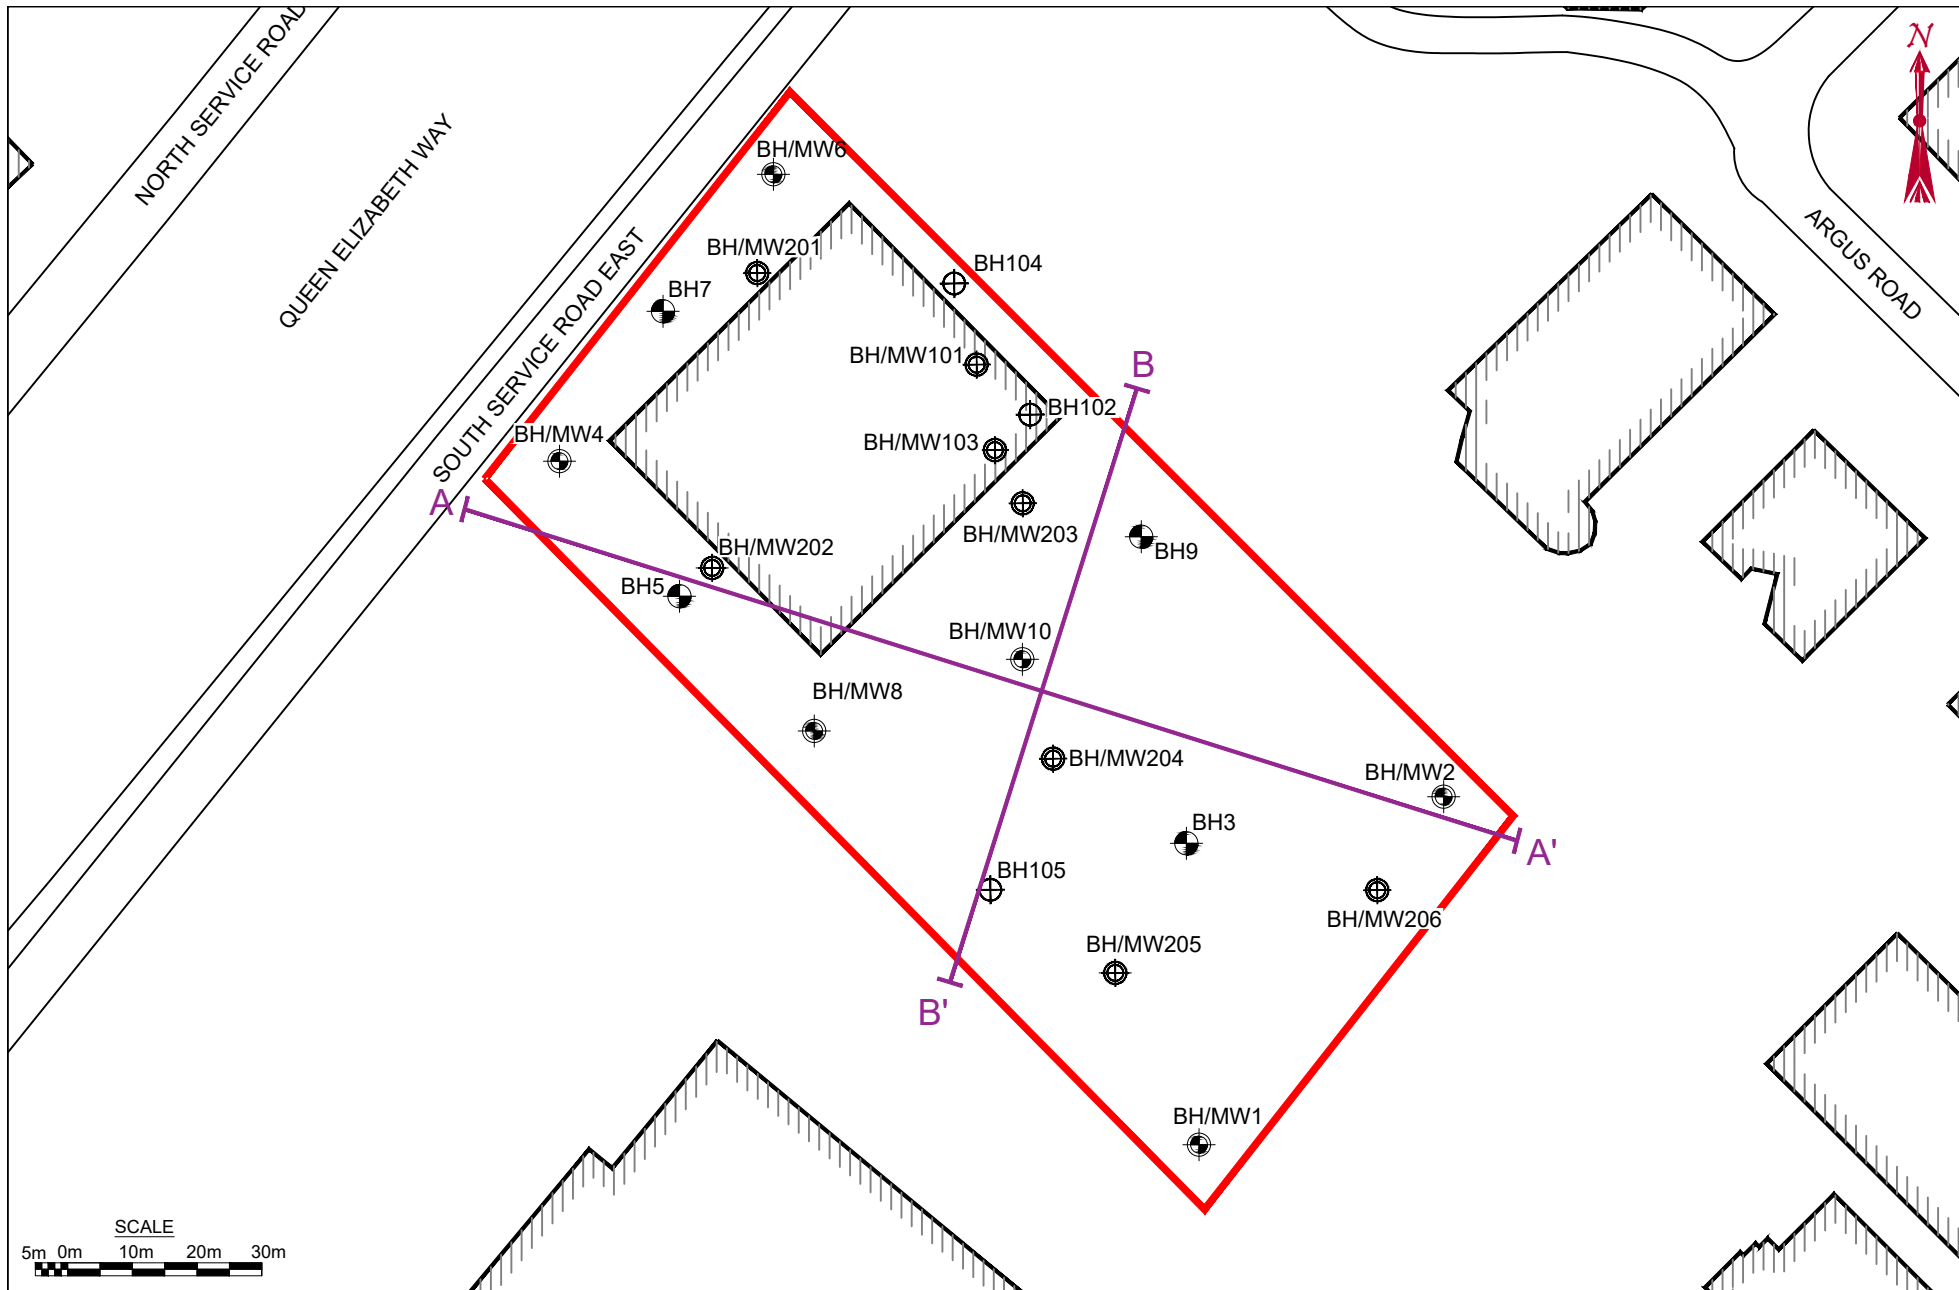 NORTH SERVICE ROAD
QUEEN ELIZABETH WAY
SOUTH SERVICE ROAD EAST
ARGUS ROAD
N
BH/MW6
BH/MW201
BH104
BH7
BH/MW101
B
BH102
BH/MW4
BH/MW103
A
BH/MW203
BH9
BH/MW202
BH5
BH/MW10
BH/MW8
BH/MW204
BH/MW2
BH3
A'
BH105
BH/MW206
BH/MW205
B'
BH/MW1
SCALE
5m 0m 10m 20m 30m